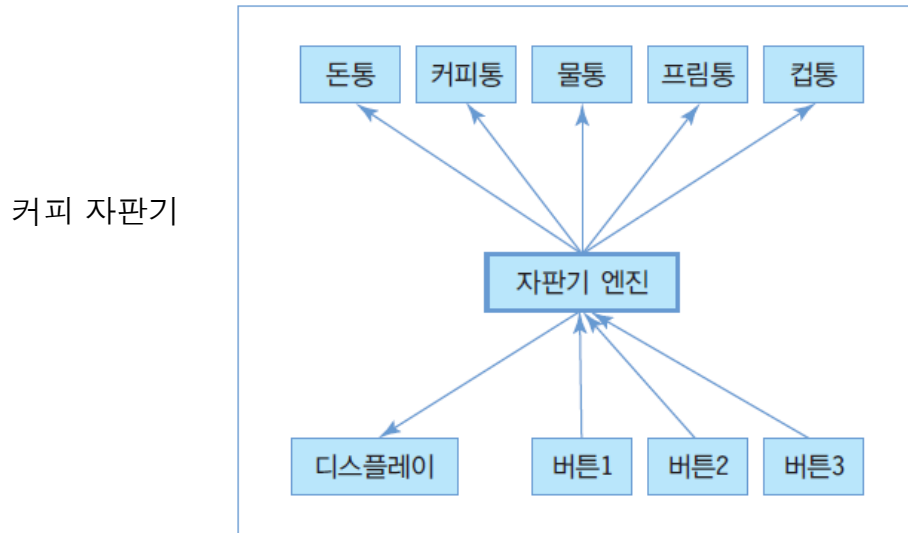 돈통
커피통
물통
프림통
컵통
커피 자판기
자판기 엔진
디스플레이
버튼1
버튼2
버튼3